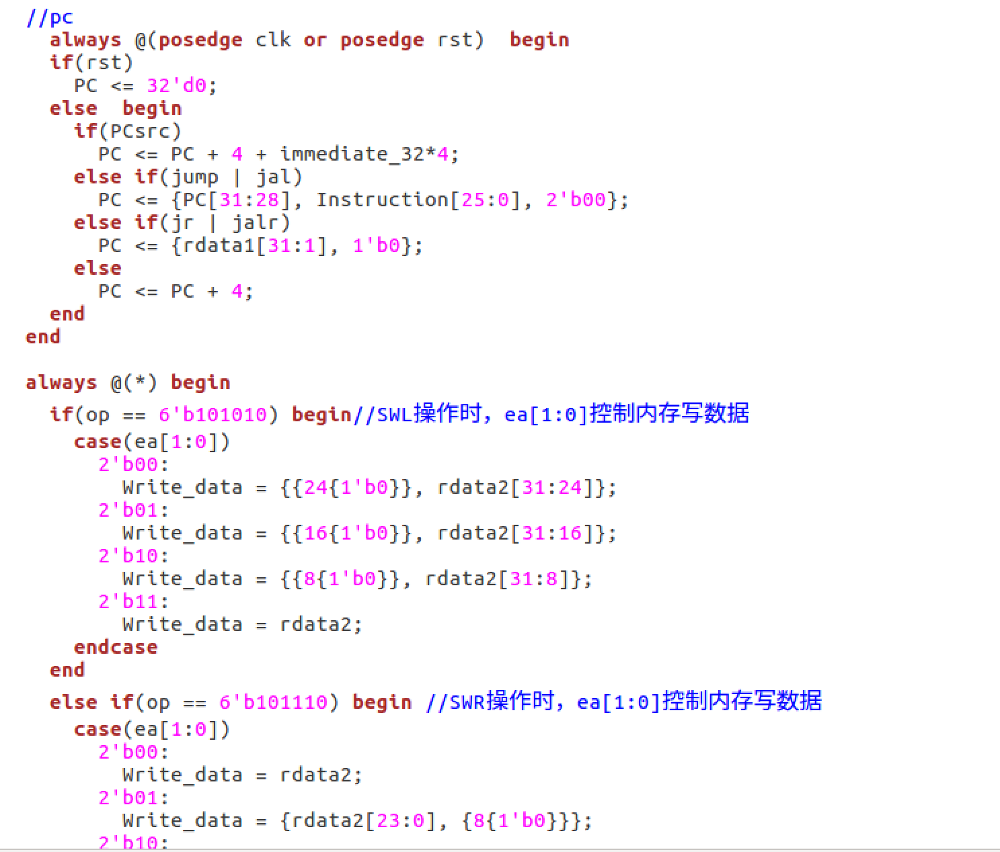 //pc
always @(posedge clk or posedge rst)  begin
if(rst)
PC <= 32'd0;
else  begin
if(PCsrc)
PC <= PC + 4 + immediate_32*4;
else if(jump | jal)
PC <= {PC[31:28], Instruction[25:0], 2'b00};
else if(jr | jalr)
PC <= {rdata1[31:1], 1'b0};
else
PC <= PC + 4;
end
end
always @(*) begin
if(op == 6'b101010) begin//SWL操作时，ea[1:0]控制内存写数据
case(ea[1:0])
2'b00:
Write_data = {{24{1'b0}}, rdata2[31:24]};
2'b01:
Write_data = {{16{1'b0}}, rdata2[31:16]};
2'b10:
Write_data = {{8{1'b0}}, rdata2[31:8]};
2'b11:
Write_data = rdata2;
endcase
end
else if(op == 6'b101110) begin //SWR操作时，ea[1:0]控制内存写数据
case(ea[1:0])
2'b00:
Write_data = rdata2;
2'b01:
Write_data = {rdata2[23:0], {8{1'b0}}};
2'b10: